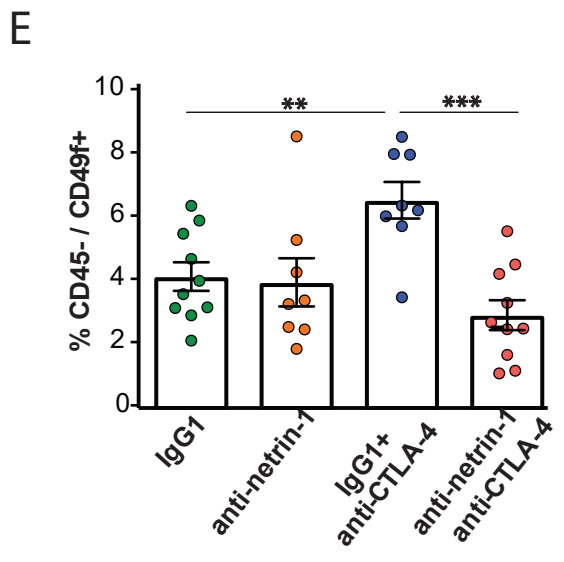 E
% CD45- / CD49f+
10
8
6
4
2
0
**
***
IgG1
anti-netrin-1
IgG1+
anti-CTLA-4
anti-netrin-1
anti-CTLA-4